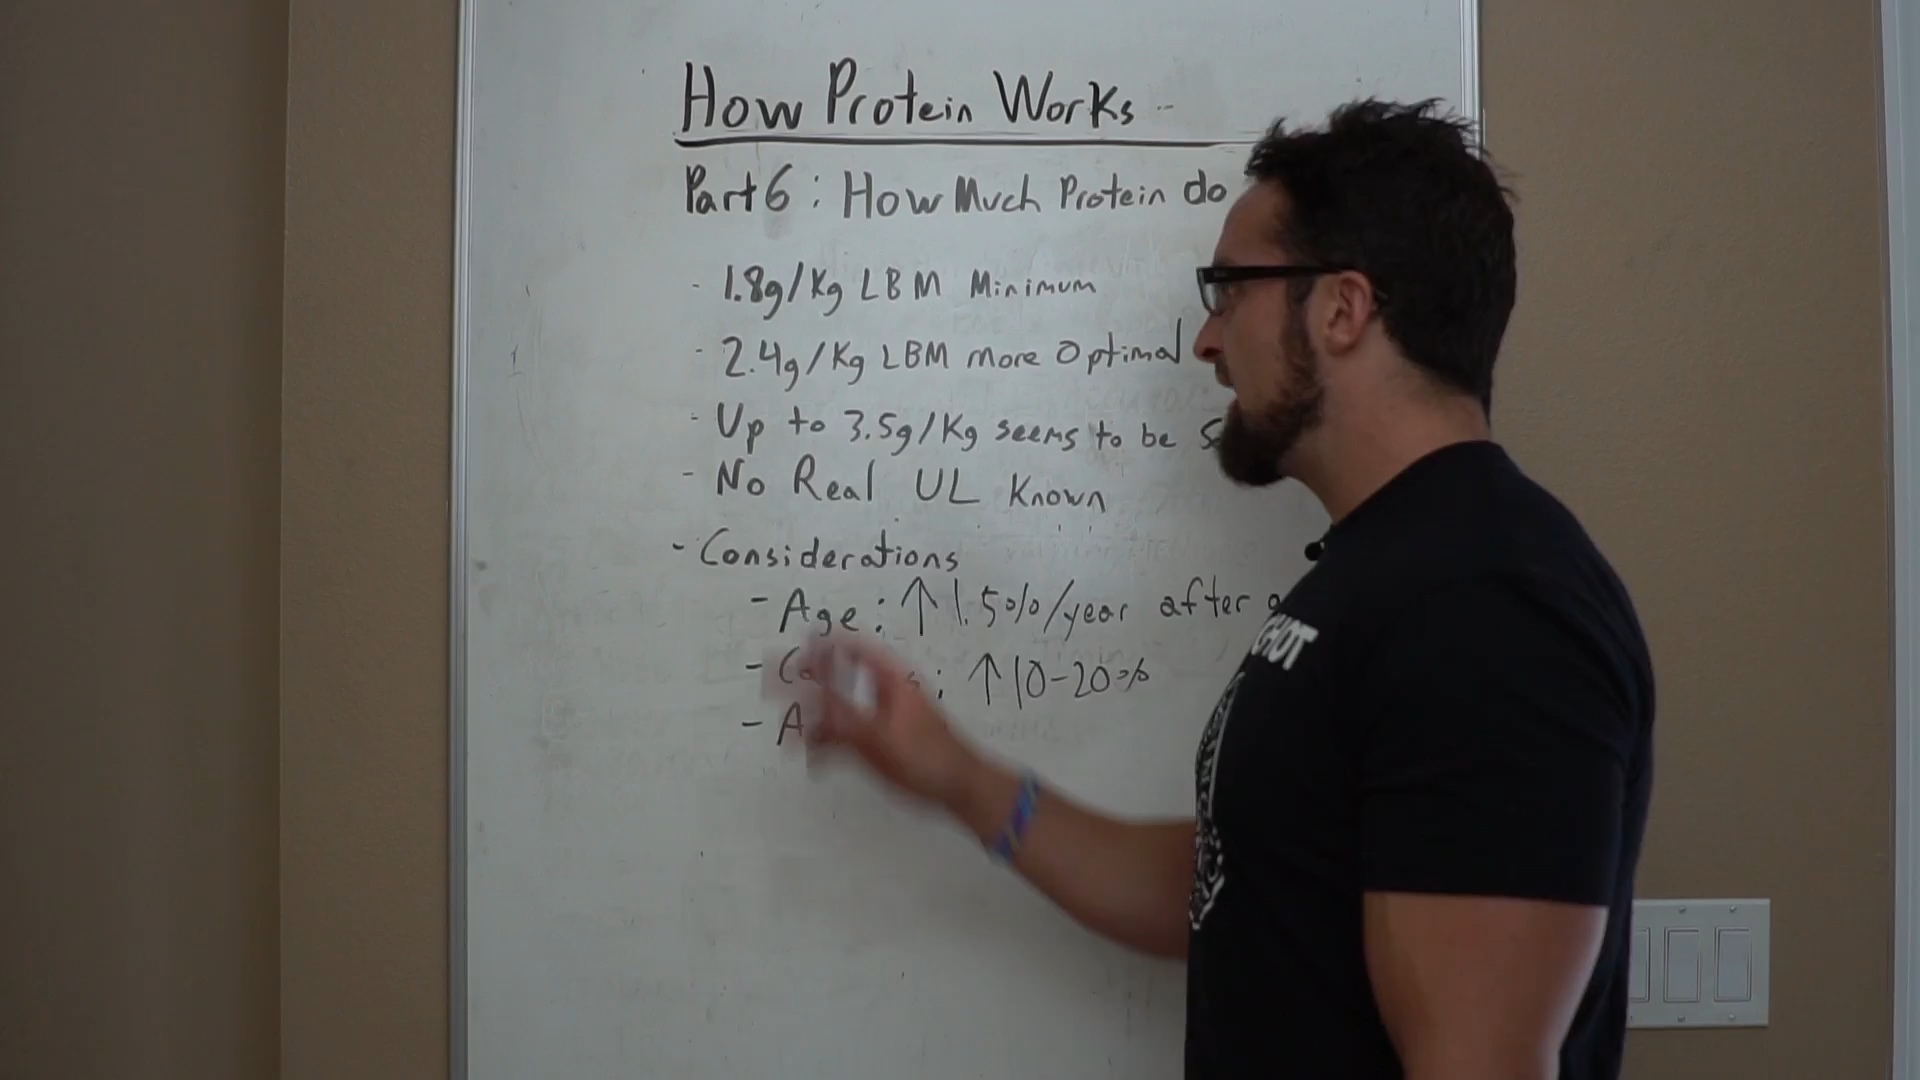 How Protein Works
Part 6: How Much Protein do
- 1.8g/Kg LBM Minimum
- 2.4g/Kg LBM more Optimal
- Up to 3.5g/Kg seems to be
- No Real UL Known
- Considerations
- Age: ↑ 1.5%/year after
- : ↑ 10-20%
-